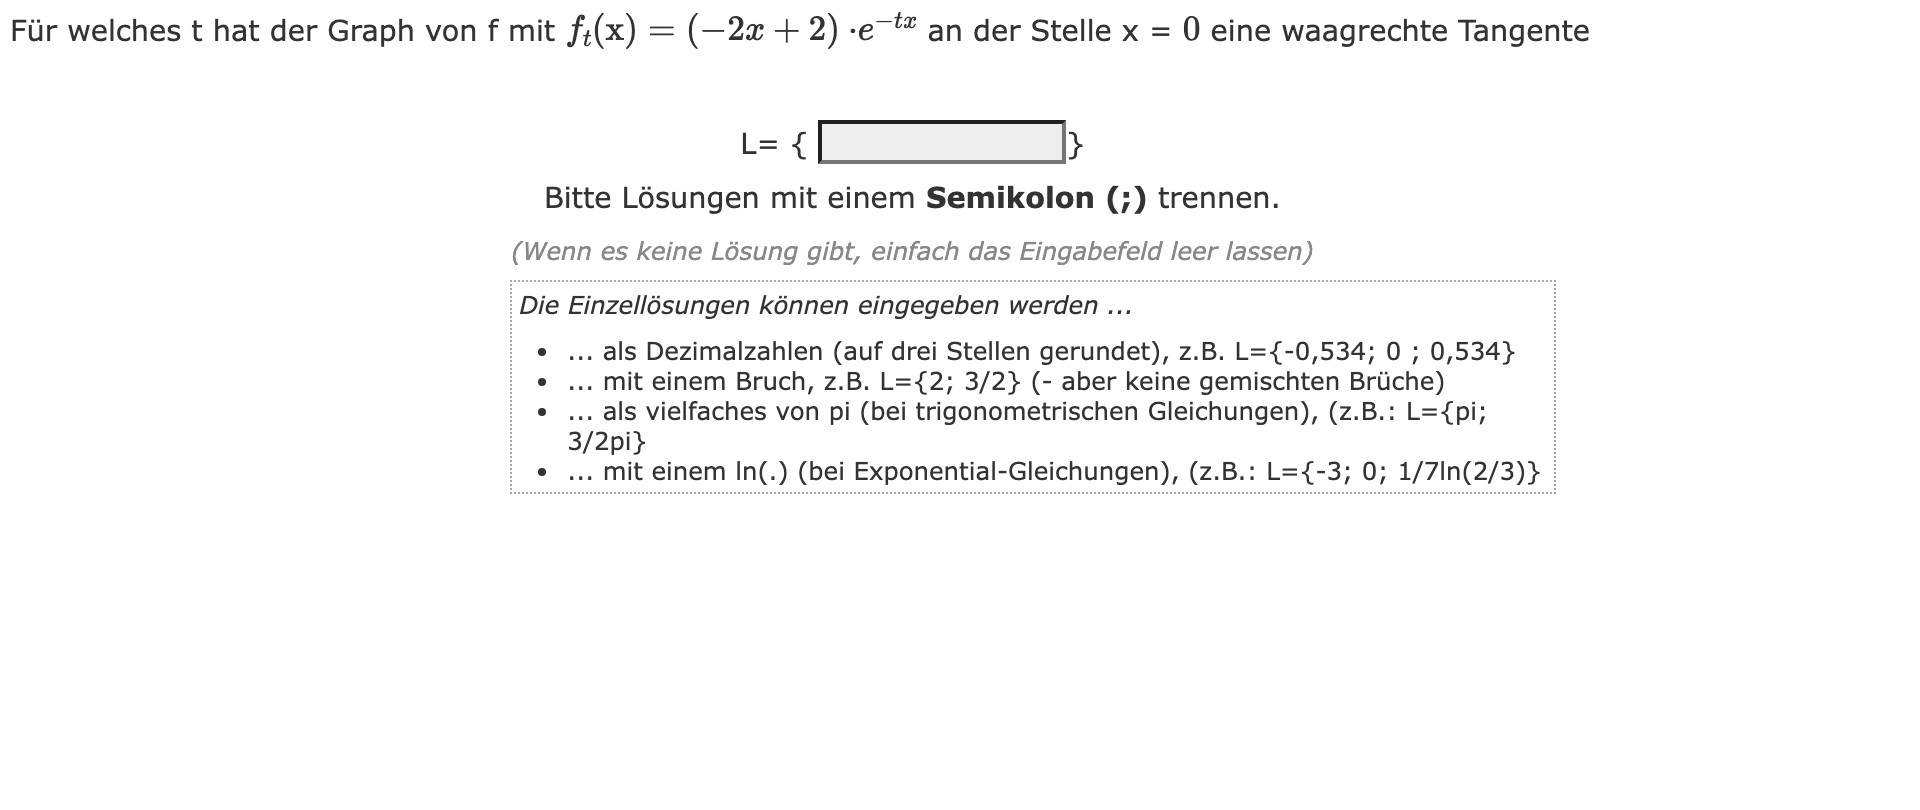 Für welches t hat der Graph von f mit fₜ(x) = (−2x + 2) ·e⁻ᵗˣ an der Stelle x = 0 eine waagrechte Tangente
L= { }
Bitte Lösungen mit einem Semikolon (;) trennen.
(Wenn es keine Lösung gibt, einfach das Eingabefeld leer lassen)
Die Einzellösungen können eingegeben werden ...
• ... als Dezimalzahlen (auf drei Stellen gerundet), z.B. L={-0,534; 0 ; 0,534}
• ... mit einem Bruch, z.B. L={2; 3/2} (- aber keine gemischten Brüche)
• ... als vielfaches von pi (bei trigonometrischen Gleichungen), (z.B.: L={pi;
3/2pi}
• ... mit einem ln(.) (bei Exponential-Gleichungen), (z.B.: L={-3; 0; 1/7ln(2/3)}